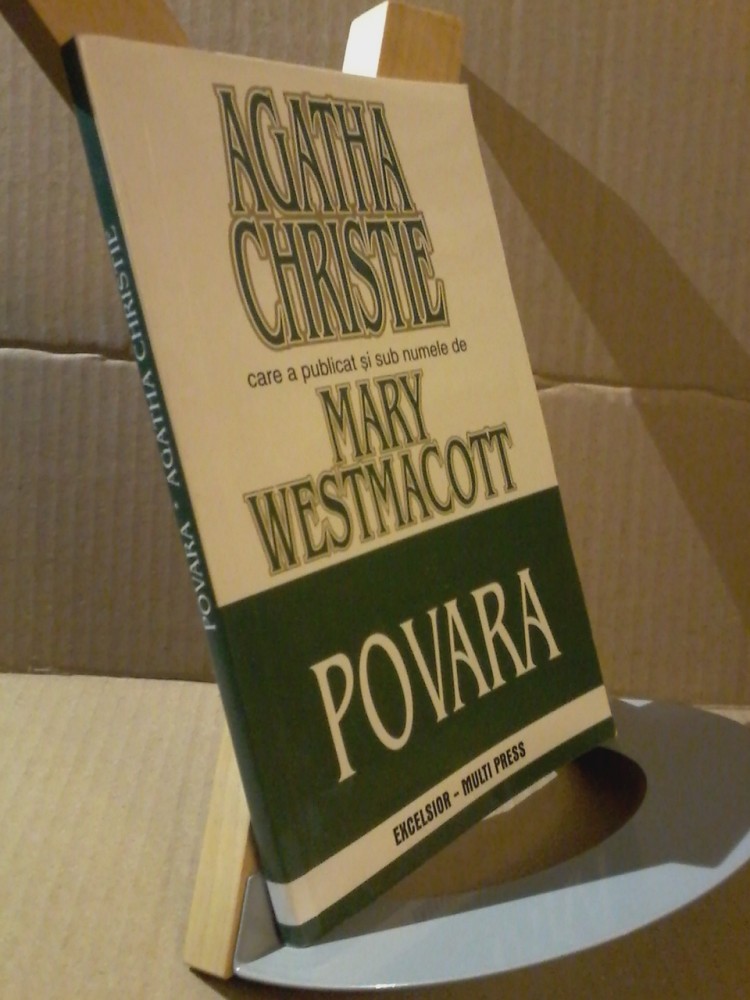 AGATHA
CHRISTIE
care a publicat și sub numele de
MARY
WESTMACOTT
POVARA
EXCELSIOR – MULTI PRESS
POVARA • AGATHA CHRISTIE